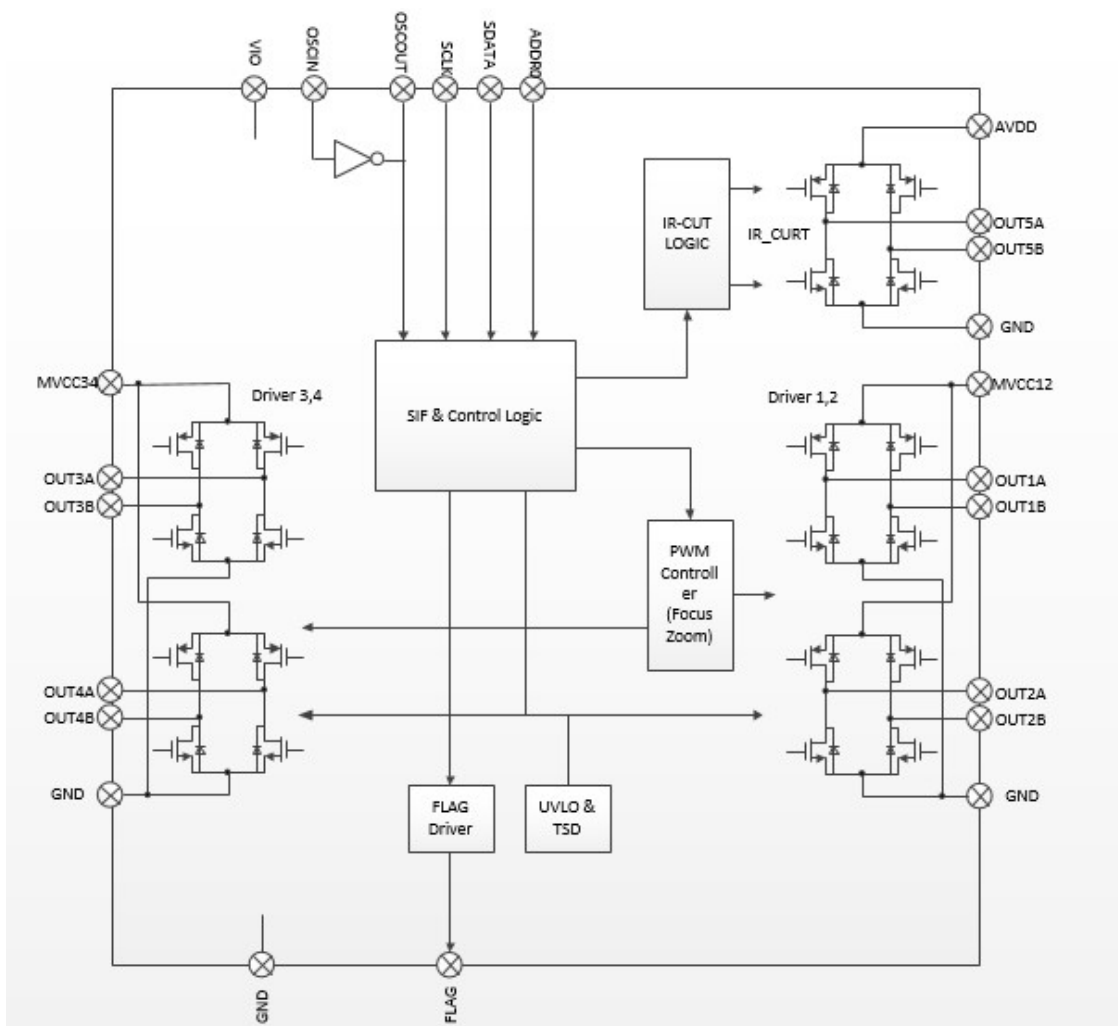 VIO
OSCIN
OSCOUT
SCLK
SDATA
ADDR0
AVDD
IR-CUT
LOGIC
IR_CURT
OUT5A
OUT5B
GND
MVCC34
Driver 3,4
SIF & Control Logic
Driver 1,2
MVCC12
OUT3A
OUT3B
OUT1A
OUT1B
PWM
Controll
er
(Focus
Zoom)
OUT4A
OUT4B
OUT2A
OUT2B
GND
FLAG
Driver
UVLO &
TSD
GND
GND
FLAG